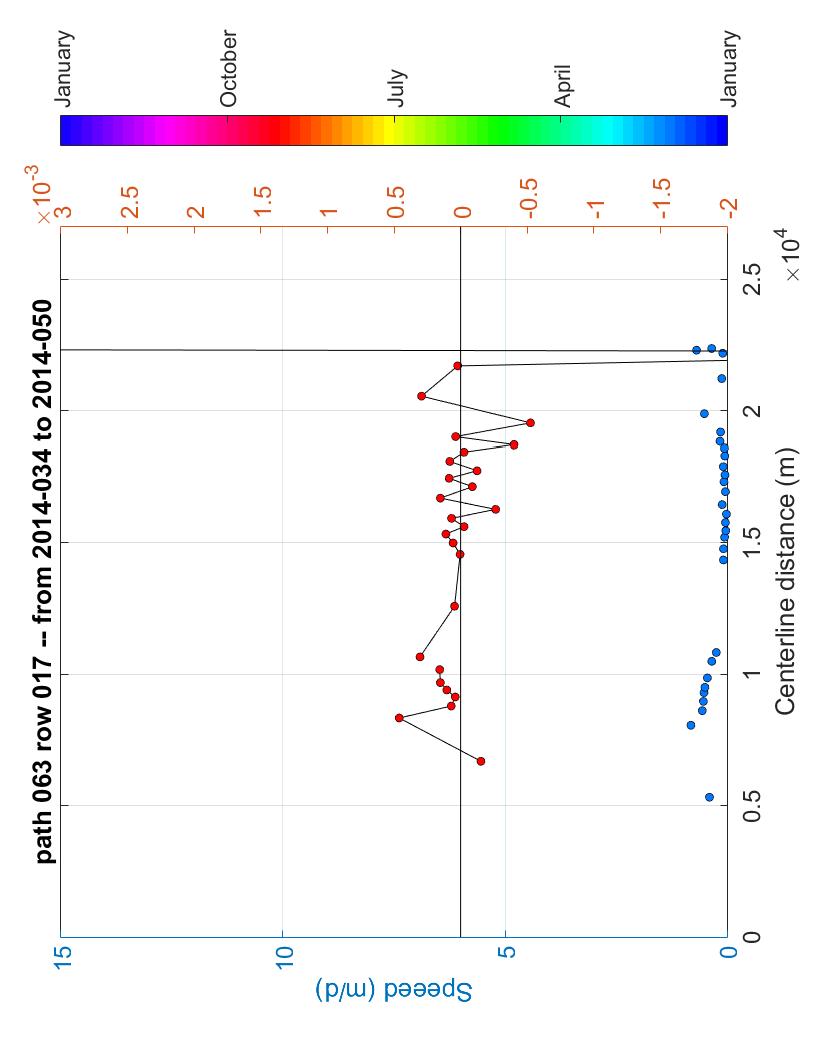 path 063 row 017 -- from 2014-034 to 2014-050
15
10
5
0
Speeed (m/d)
0
0.5
1
1.5
2
2.5
×10^4
Centerline distance (m)
×10^-3
3
2.5
2
1.5
1
0.5
0
-0.5
-1
-1.5
-2
January
October
July
April
January